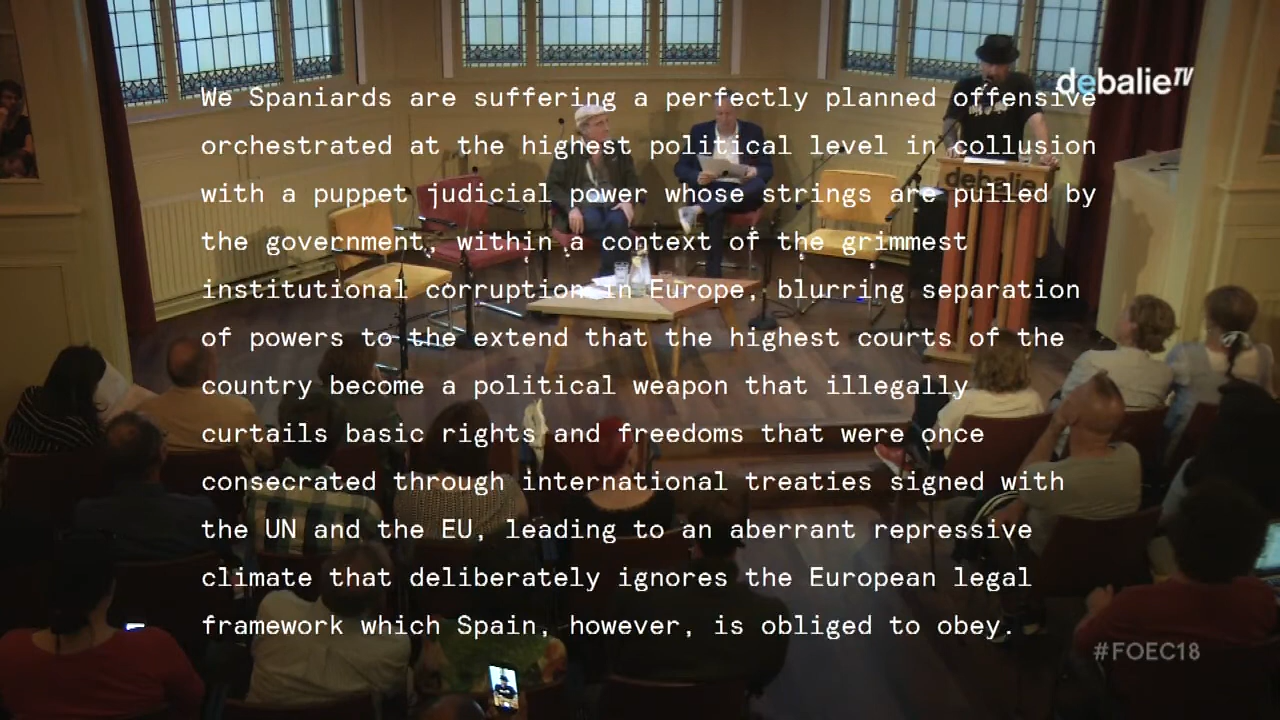 debalieTV
We Spaniards are suffering a perfectly planned offensive
orchestrated at the highest political level in collusion
with a puppet judicial power whose strings are pulled by
the government, within a context of the grimmest
institutional corruption in Europe, blurring separation
of powers to the extend that the highest courts of the
country become a political weapon that illegally
curtails basic rights and freedoms that were once
consecrated through international treaties signed with
the UN and the EU, leading to an aberrant repressive
climate that deliberately ignores the European legal
framework which Spain, however, is obliged to obey.
debalie
#FOEC18